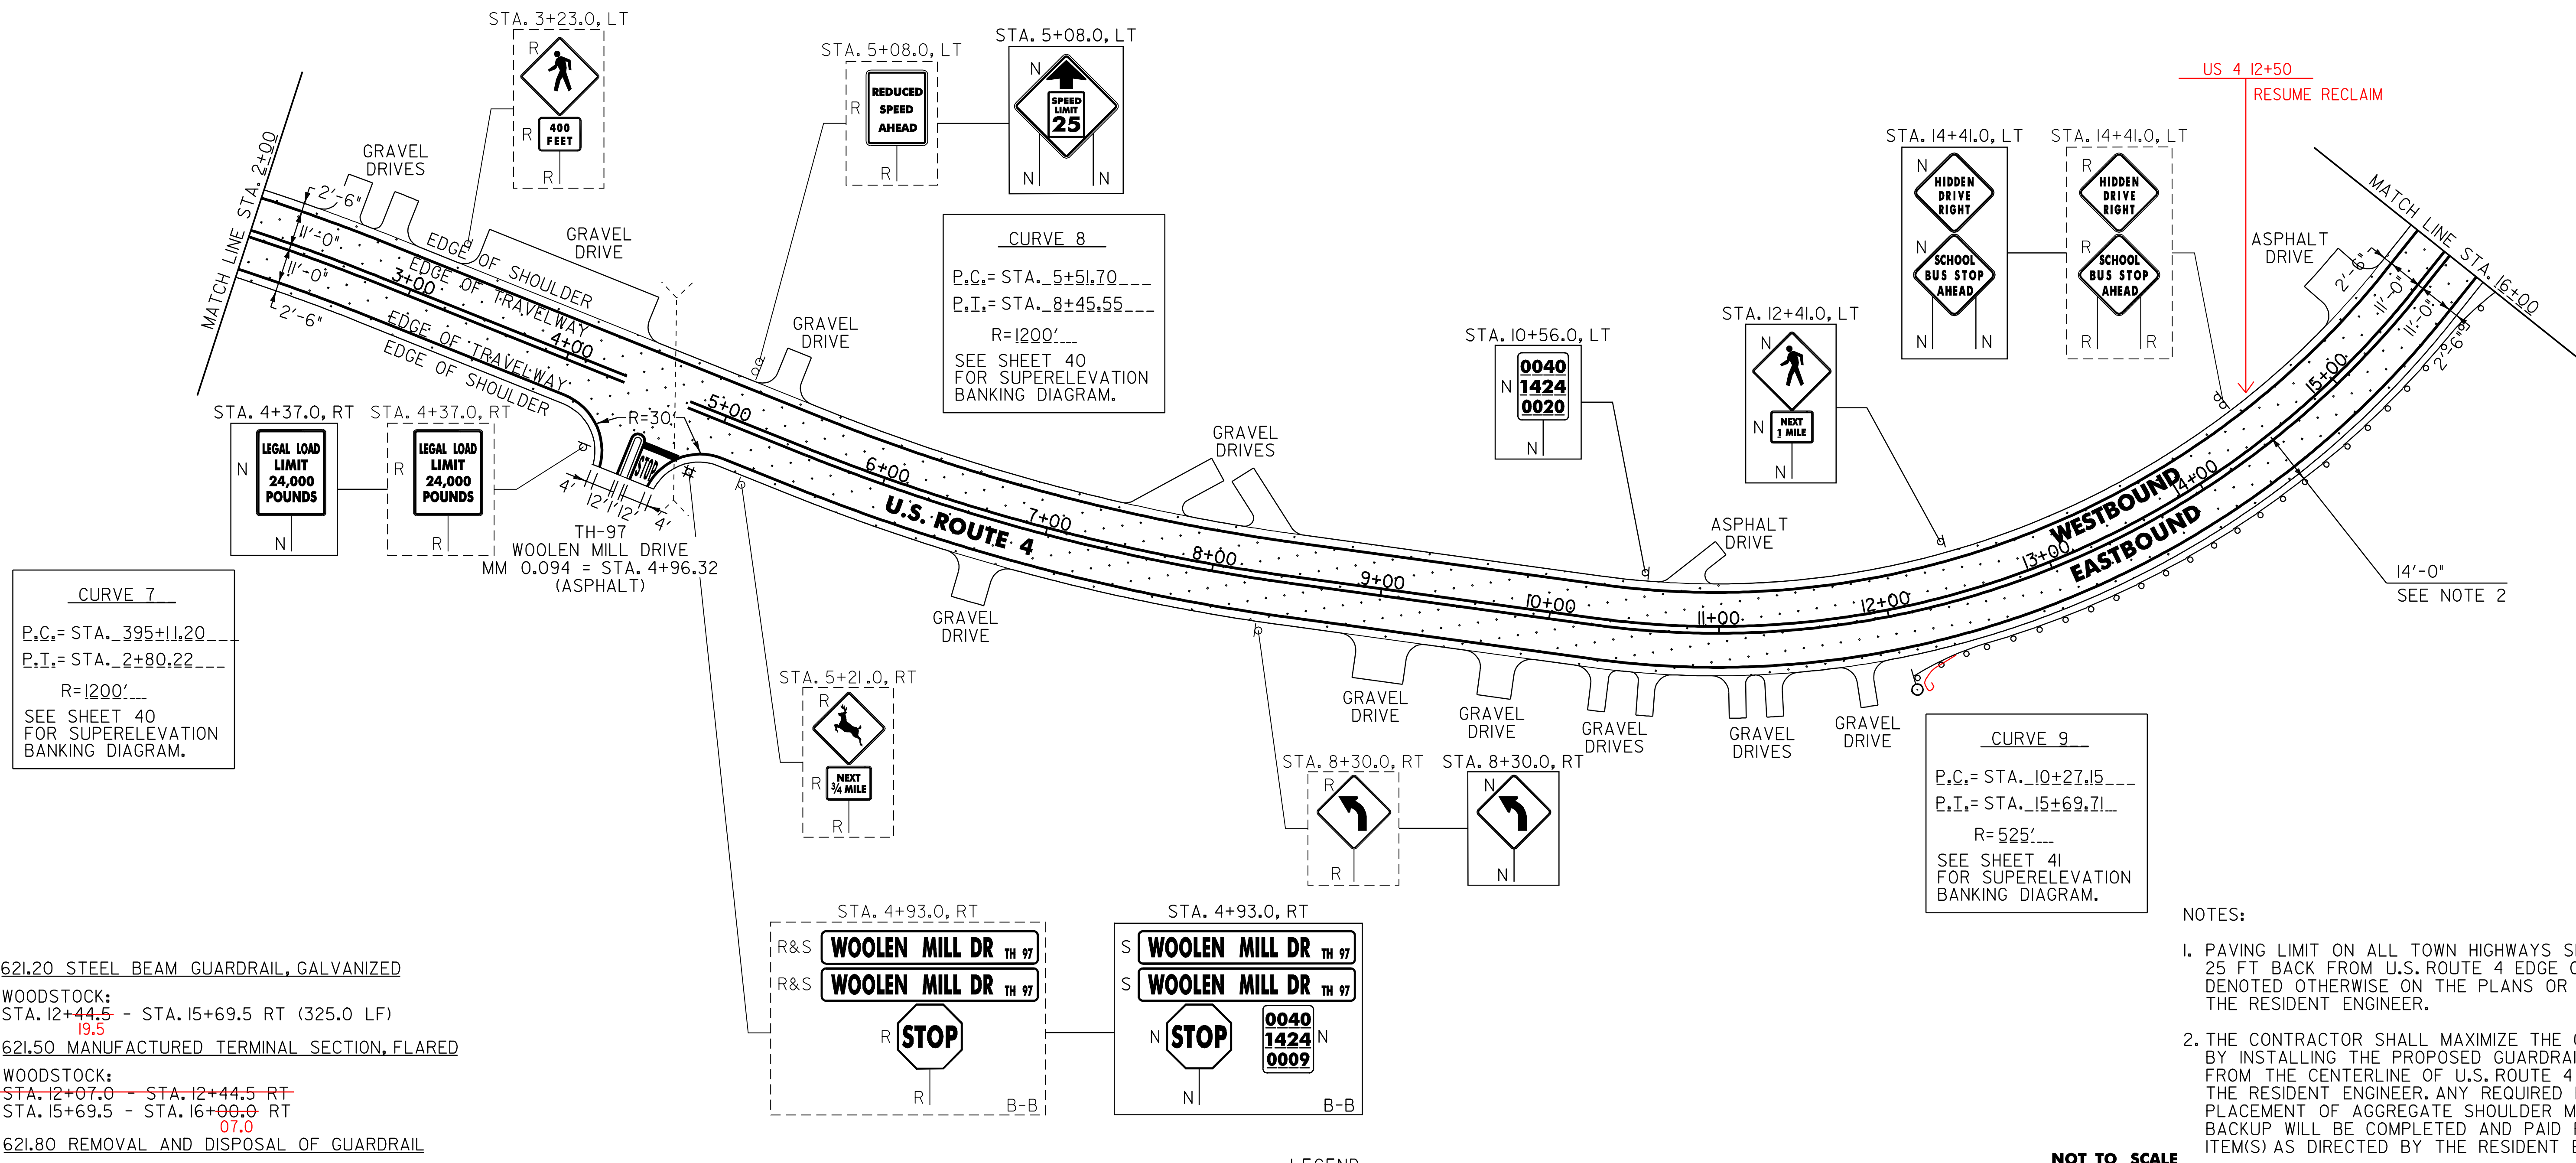 STA. 3+23.0, LT
R
R
400
FEET
R
STA. 5+08.0, LT
R
REDUCED
SPEED
AHEAD
R
STA. 5+08.0, LT
N
SPEED
LIMIT
25
N N
US 4 12+50
RESUME RECLAIM
STA. 14+41.0, LT
N
HIDDEN
DRIVE
RIGHT
N
SCHOOL
BUS STOP
AHEAD
N N
STA. 14+41.0, LT
R
HIDDEN
DRIVE
RIGHT
R
SCHOOL
BUS STOP
AHEAD
R R
MATCH LINE STA. 2+00
2'-6"
11'-0"
11'-0"
2'-6"
GRAVEL
DRIVES
EDGE OF SHOULDER
EDGE OF TRAVELWAY
GRAVEL
DRIVE
3+00
4+00
EDGE OF TRAVELWAY
EDGE OF SHOULDER
GRAVEL
DRIVE
CURVE 8
P.C.= STA. 5+51.70
P.T.= STA. 8+45.55
R=1200'
SEE SHEET 40
FOR SUPERELEVATION
BANKING DIAGRAM.
STA. 10+56.0, LT
N
0040
1424
0020
N
STA. 12+41.0, LT
N
N
NEXT
1 MILE
N
ASPHALT
DRIVE
MATCH LINE STA. 16+00
2'-6"
11'-0"
11'-0"
2'-6"
STA. 4+37.0, RT
N
LEGAL LOAD
LIMIT
24,000
POUNDS
N
STA. 4+37.0, RT
R
LEGAL LOAD
LIMIT
24,000
POUNDS
R
R=30'
STOP
4'
12'
12'
4'
TH-97
WOOLEN MILL DRIVE
MM 0.094 = STA. 4+96.32
(ASPHALT)
5+00
6+00
U.S. ROUTE 4
7+00
8+00
9+00
10+00
11+00
12+00
13+00
14+00
15+00
WESTBOUND
EASTBOUND
GRAVEL
DRIVES
ASPHALT
DRIVE
14'-0"
SEE NOTE 2
CURVE 7
P.C.= STA. 395+11.20
P.T.= STA. 2+80.22
R=1200'
SEE SHEET 40
FOR SUPERELEVATION
BANKING DIAGRAM.
GRAVEL
DRIVE
STA. 5+21.0, RT
R
R
NEXT
3/4 MILE
R
GRAVEL
DRIVE
GRAVEL
DRIVE
GRAVEL
DRIVES
GRAVEL
DRIVES
GRAVEL
DRIVE
STA. 8+30.0, RT
R
R
STA. 8+30.0, RT
N
N
CURVE 9
P.C.= STA. 10+27.15
P.T.= STA. 15+69.71
R=525'
SEE SHEET 41
FOR SUPERELEVATION
BANKING DIAGRAM.
STA. 4+93.0, RT
R&S WOOLEN MILL DR TH 97
R&S WOOLEN MILL DR TH 97
R STOP
R
B-B
STA. 4+93.0, RT
S WOOLEN MILL DR TH 97
S WOOLEN MILL DR TH 97
N STOP
0040
1424
0009
N
N
B-B
621.20 STEEL BEAM GUARDRAIL, GALVANIZED
WOODSTOCK:
STA. 12+44.5 - STA. 15+69.5 RT (325.0 LF)
19.5
621.50 MANUFACTURED TERMINAL SECTION, FLARED
WOODSTOCK:
STA. 12+07.0 - STA. 12+44.5 RT
STA. 15+69.5 - STA. 16+00.0 RT
07.0
621.80 REMOVAL AND DISPOSAL OF GUARDRAIL
NOTES:
1. PAVING LIMIT ON ALL TOWN HIGHWAYS
25 FT BACK FROM U.S. ROUTE 4 EDGE
DENOTED OTHERWISE ON THE PLANS OR
THE RESIDENT ENGINEER.
2. THE CONTRACTOR SHALL MAXIMIZE THE
BY INSTALLING THE PROPOSED
FROM THE CENTERLINE OF U.S. ROUTE 4
THE RESIDENT ENGINEER. ANY REQUIRED
PLACEMENT OF AGGREGATE SHOULDER
BACKUP WILL BE COMPLETED AND PAID
ITEM(S) AS DIRECTED BY THE RESIDENT
NOT TO SCALE